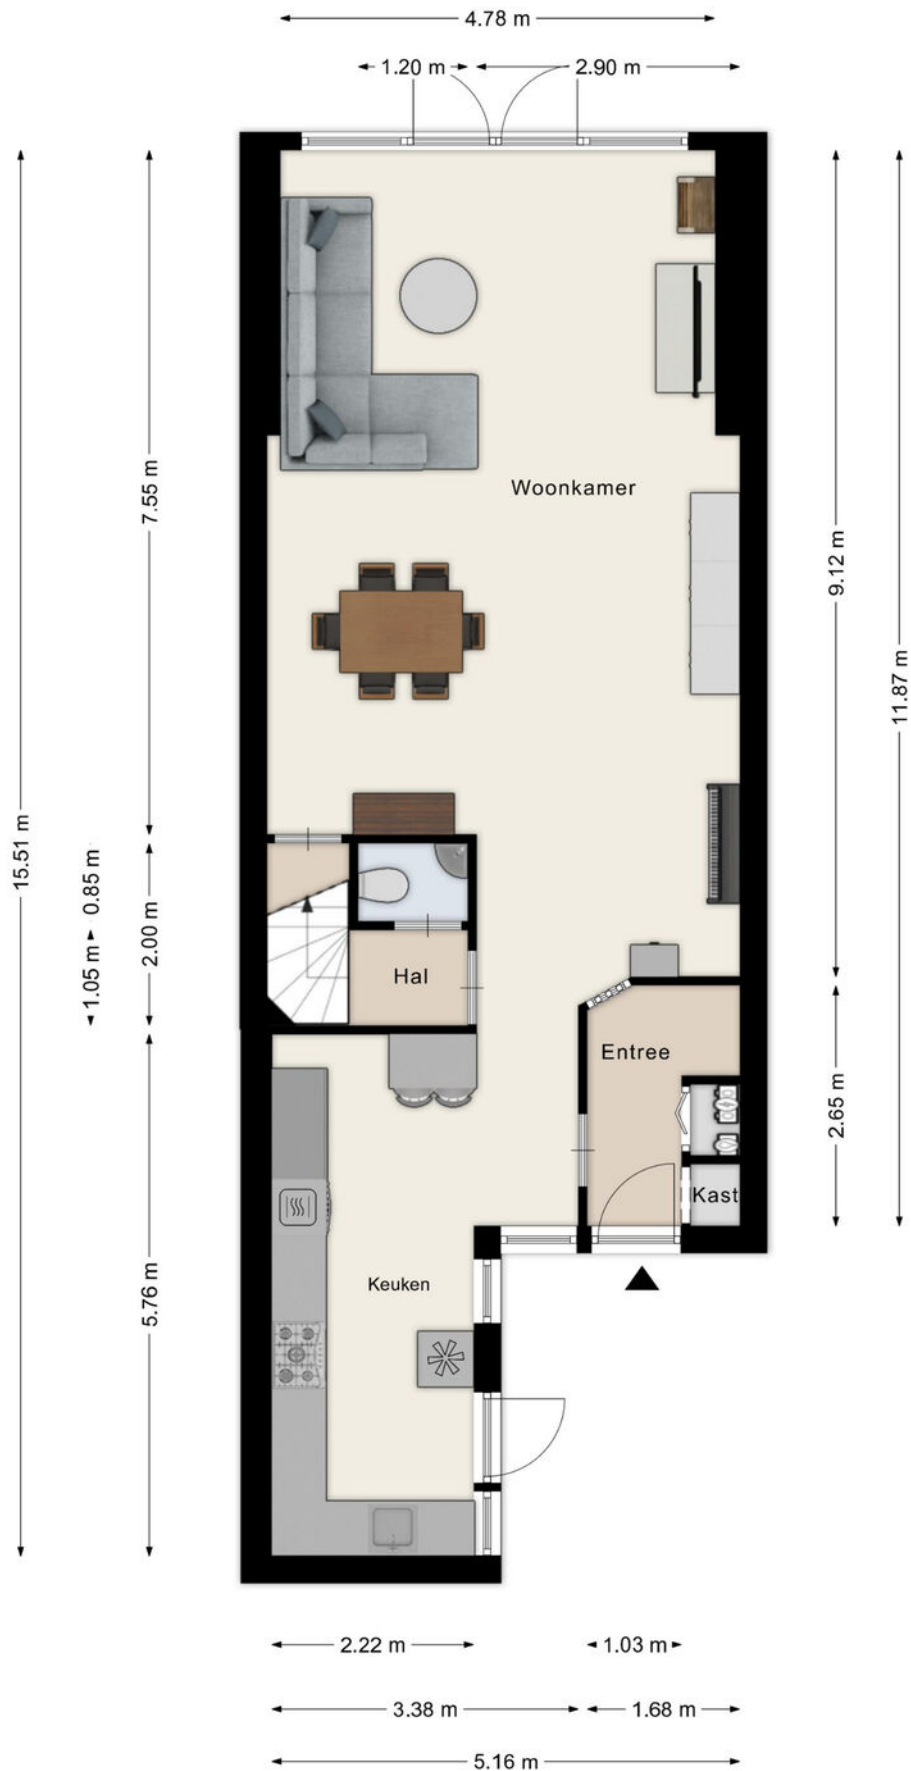 4.78 m
1.20 m
2.90 m
7.55 m
Woonkamer
9.12 m
11.87 m
15.51 m
0.85 m
1.05 m
2.00 m
Hal
Entree
2.65 m
Kast
5.76 m
Keuken
2.22 m
1.03 m
3.38 m
1.68 m
5.16 m